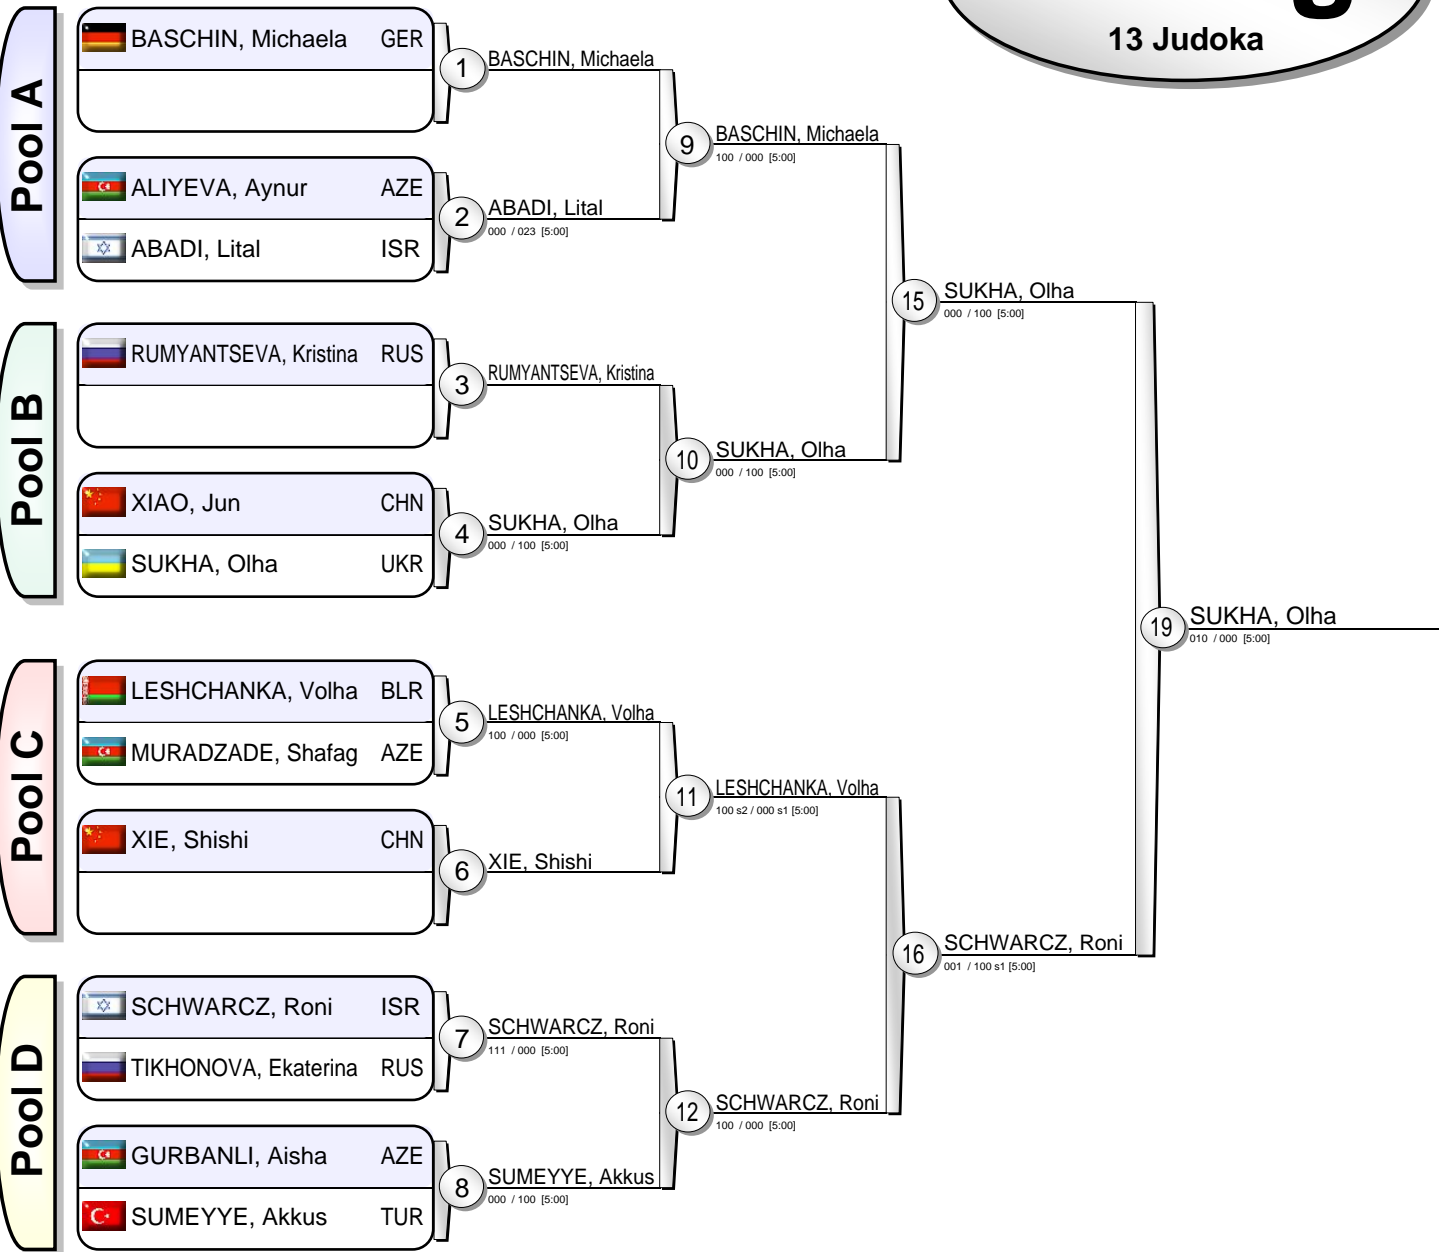 13 Judoka
Pool A
BASCHIN, Michaela GER
1
BASCHIN, Michaela
ALIYEVA, Aynur AZE
ABADI, Lital ISR
2
ABADI, Lital
000 / 023 [5:00]
9
BASCHIN, Michaela
100 / 000 [5:00]
Pool B
RUMYANTSEVA, Kristina RUS
3
RUMYANTSEVA, Kristina
XIAO, Jun CHN
SUKHA, Olha UKR
4
SUKHA, Olha
000 / 100 [5:00]
10
SUKHA, Olha
000 / 100 [5:00]
15
SUKHA, Olha
000 / 100 [5:00]
Pool C
LESHCHANKA, Volha BLR
MURADZADE, Shafag AZE
5
LESHCHANKA, Volha
100 / 000 [5:00]
XIE, Shishi CHN
6
XIE, Shishi
11
LESHCHANKA, Volha
100 s2 / 000 s1 [5:00]
Pool D
SCHWARCZ, Roni ISR
TIKHONOVA, Ekaterina RUS
7
SCHWARCZ, Roni
111 / 000 [5:00]
GURBANLI, Aisha AZE
SUMEYYE, Akkus TUR
8
SUMEYYE, Akkus
000 / 100 [5:00]
12
SCHWARCZ, Roni
100 / 000 [5:00]
16
SCHWARCZ, Roni
001 / 100 s1 [5:00]
19
SUKHA, Olha
010 / 000 [5:00]